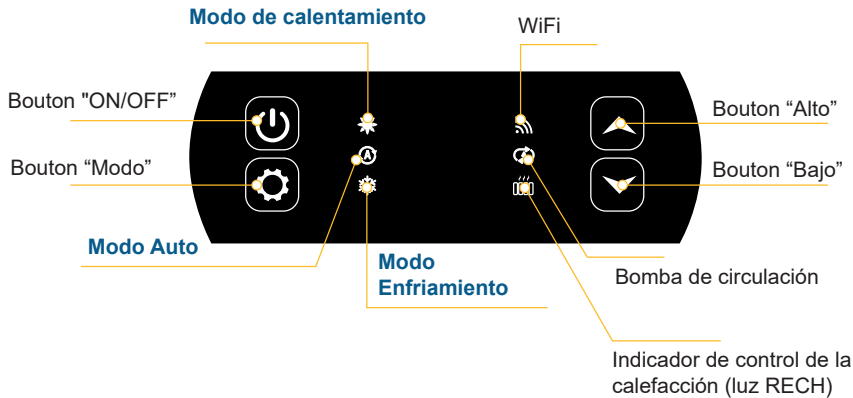 Modo de calentamiento
WiFi
Bouton "ON/OFF”
Bouton “Alto”
Bouton “Modo”
Bouton “Bajo”
A
Modo Auto
Modo
Enfriamiento
Bomba de circulación
Indicador de control de la
calefacción (luz RECH)